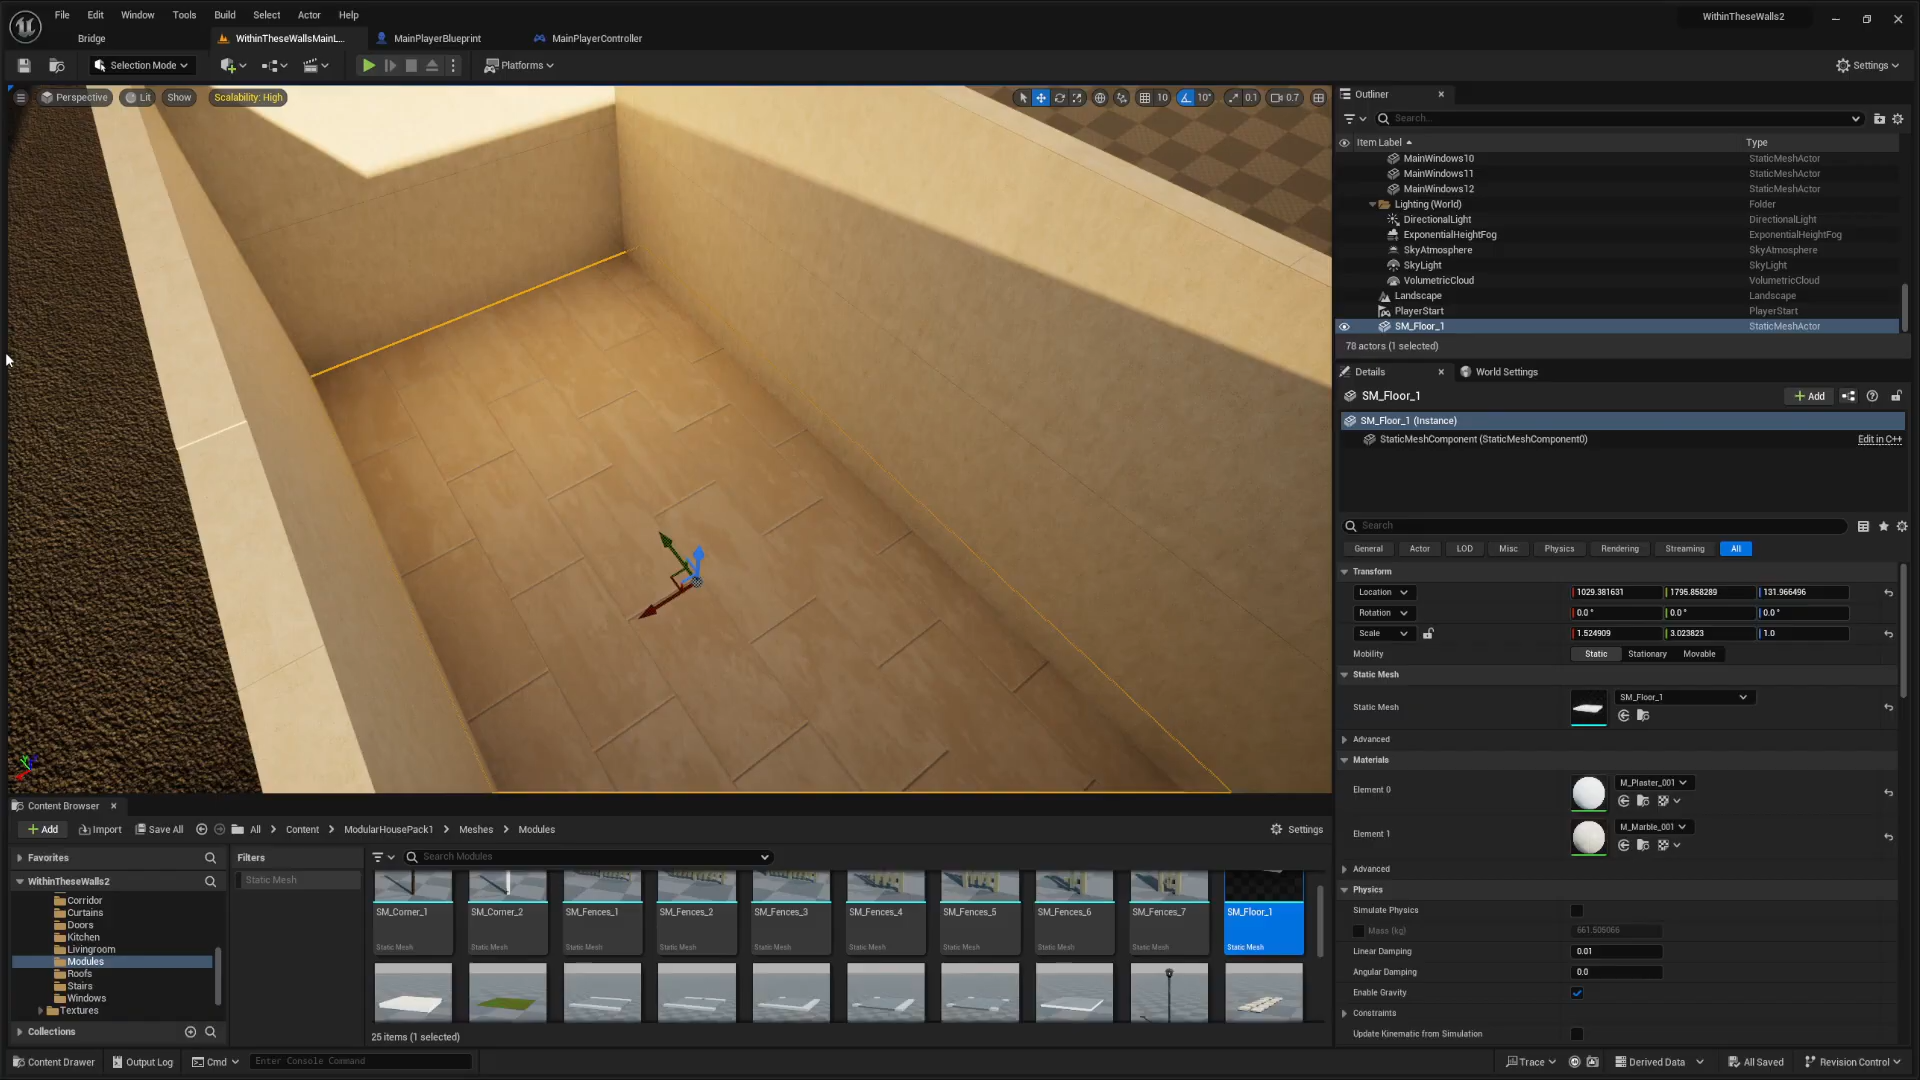 File Edit Window Tools Build Select Actor Help
WithinTheseWalls2
Bridge
WithinTheseWallsMainL...
MainPlayerBlueprint
MainPlayerController
Selection Mode
Platforms
Settings
Perspective
Lit
Show
Scalability: High
10
10°
0.1
0.7
Outliner
Search...
Item Label
Type
MainWindows10 StaticMeshActor
MainWindows11 StaticMeshActor
MainWindows12 StaticMeshActor
Lighting (World) Folder
DirectionalLight DirectionalLight
ExponentialHeightFog ExponentialHeightFog
SkyAtmosphere SkyAtmosphere
SkyLight SkyLight
VolumetricCloud VolumetricCloud
Landscape Landscape
PlayerStart PlayerStart
SM_Floor_1 StaticMeshActor
78 actors (1 selected)
Details
World Settings
SM_Floor_1
Add
SM_Floor_1 (Instance)
StaticMeshComponent (StaticMeshComponent0)
Edit in C++
Search
General Actor LOD Misc Physics Rendering Streaming All
Transform
Location 1029.381631 1795.858289 131.966496
Rotation 0.0° 0.0° 0.0°
Scale 1.524909 3.023823 1.0
Mobility Static Stationary Movable
Static Mesh
Static Mesh SM_Floor_1
Advanced
Materials
Element 0 M_Plaster_001
Element 1 M_Marble_001
Advanced
Physics
Simulate Physics
Mass (kg) 661.506066
Linear Damping 0.01
Angular Damping 0.0
Enable Gravity
Constraints
Update Kinematic from Simulation
Content Browser
Add Import Save All All Content ModularHousePack1 Meshes Modules
Settings
Favorites
WithinTheseWalls2
Corridor
Curtains
Doors
Kitchen
Livingroom
Modules
Roofs
Stairs
Windows
Textures
Collections
Filters
Static Mesh
Search Modules
SM_Corner_1 SM_Corner_2 SM_Fences_1 SM_Fences_2 SM_Fences_3 SM_Fences_4 SM_Fences_5 SM_Fences_6 SM_Fences_7 SM_Floor_1
Static Mesh Static Mesh Static Mesh Static Mesh Static Mesh Static Mesh Static Mesh Static Mesh Static Mesh Static Mesh
25 items (1 selected)
Content Drawer Output Log Cmd Enter Console Command
Trace Derived Data All Saved Revision Control